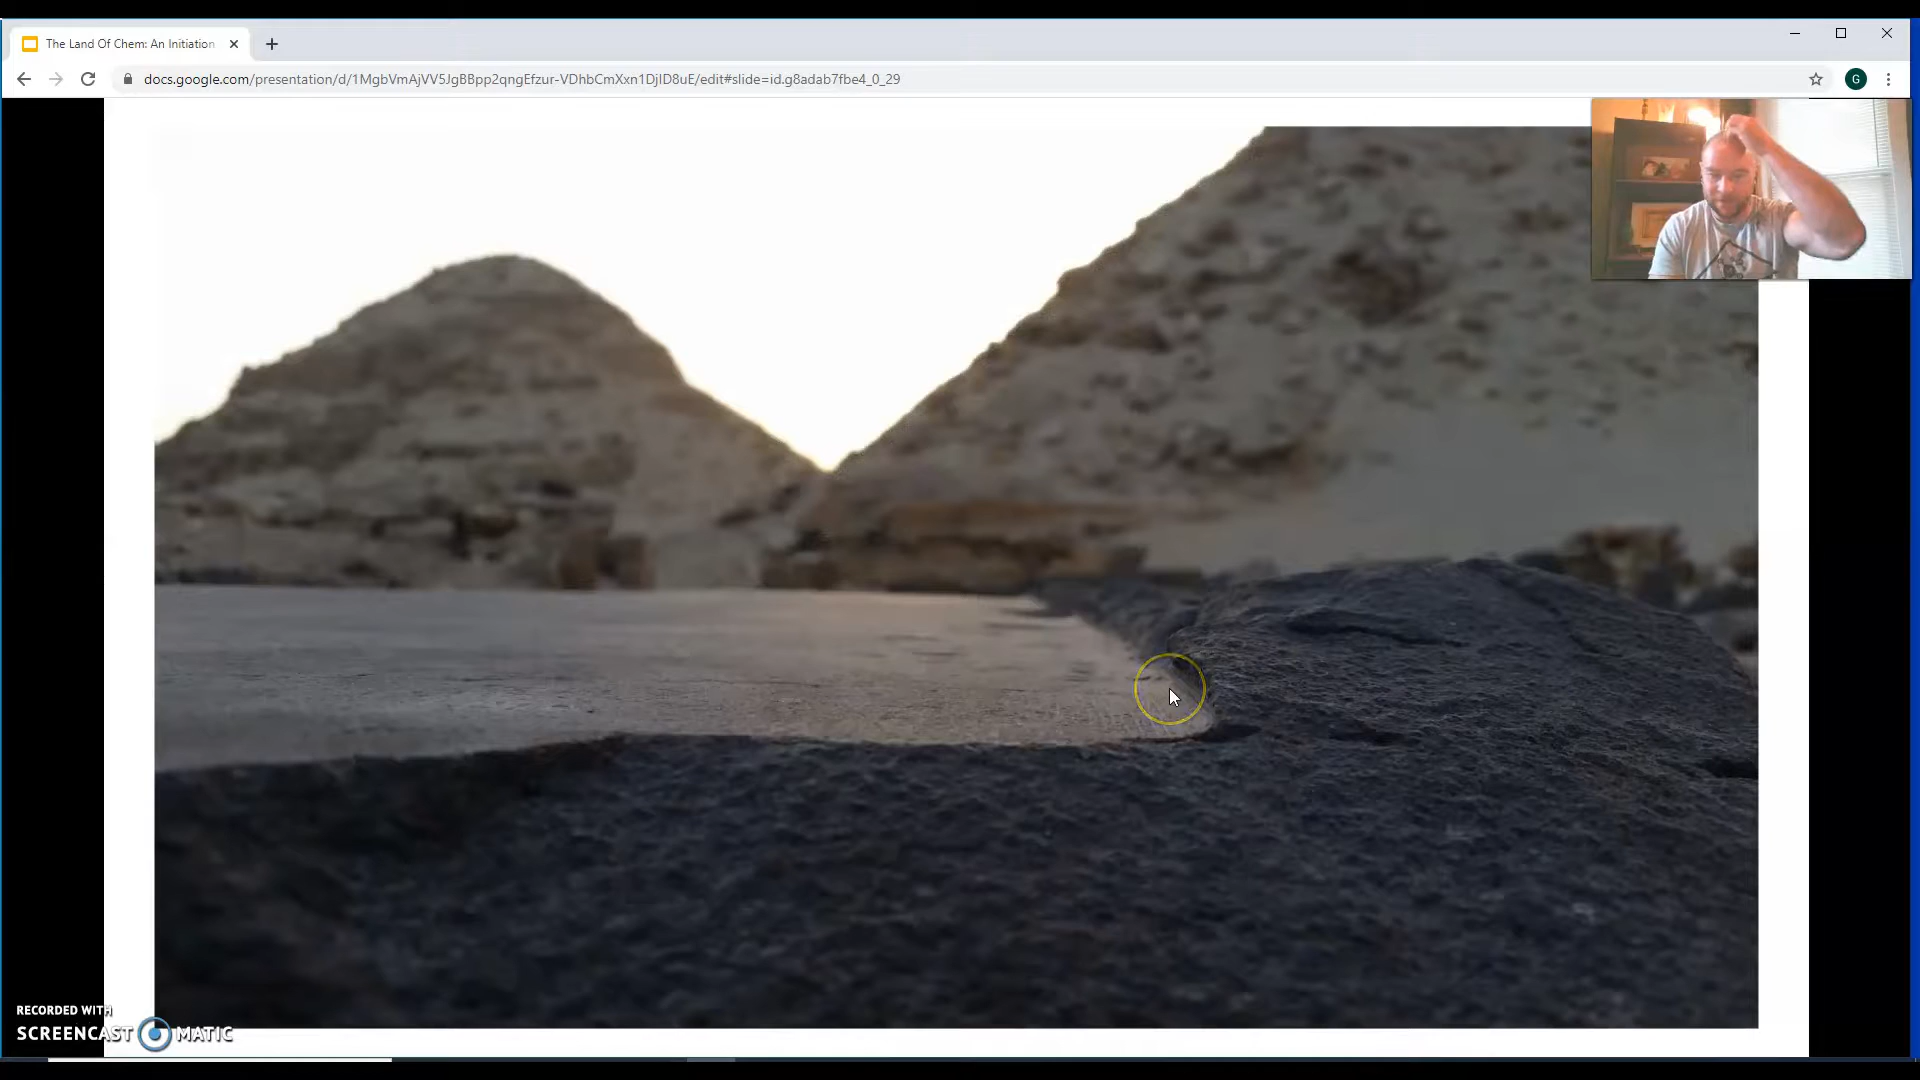 The Land Of Chem: An Initiation
docs.google.com/presentation/d/1MgbVmAjVV5JgBBpp2qngEfzur-VDhbCmXxn1DjlD8uE/edit#slide=id.g8adab7fbe4_0_29
G
RECORDED WITH
SCREENCAST MATIC